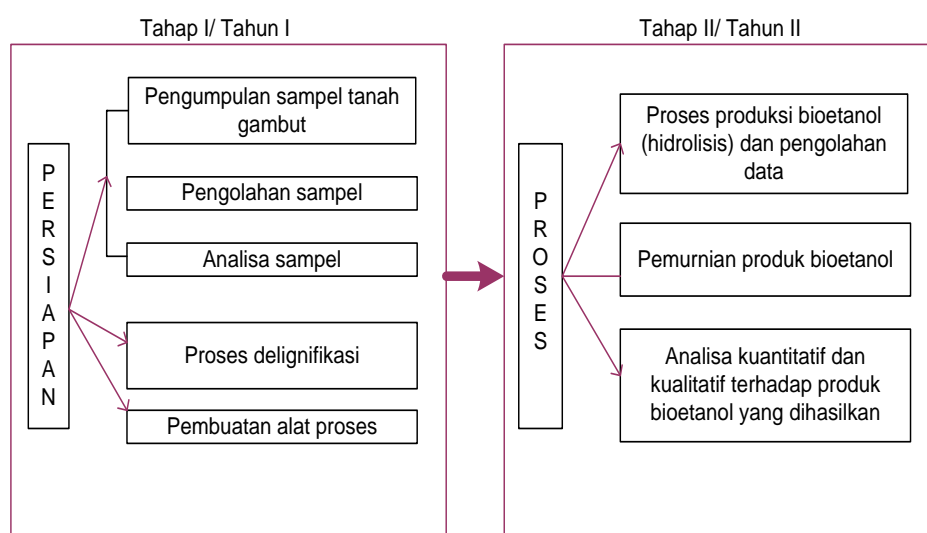 Tahap I/ Tahun I
PERSIAPAN
Pengumpulan sampel tanah
gambut
Pengolahan sampel
Analisa sampel
Proses delignifikasi
Pembuatan alat proses
Tahap II/ Tahun II
PROSES
Proses produksi bioetanol
(hidrolisis) dan pengolahan
data
Pemurnian produk bioetanol
Analisa kuantitatif dan
kualitatif terhadap produk
bioetanol yang dihasilkan